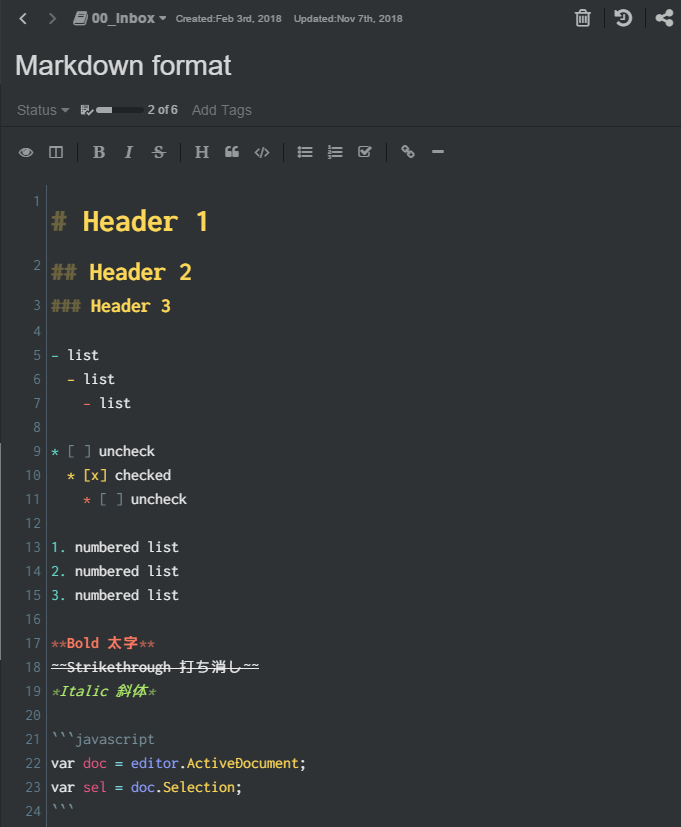 00_Inbox Created:Feb 3rd, 2018 Updated:Nov 7th, 2018
Markdown format
Status 2 of 6 Add Tags
B I S H
1 # Header 1
2 ## Header 2
3 ### Header 3
4
5 - list
6 - list
7 - list
8
9 * [ ] uncheck
10 * [x] checked
11 * [ ] uncheck
12
13 1. numbered list
14 2. numbered list
15 3. numbered list
16
17 **Bold 太字**
18 ~~Strikethrough 打ち消し~~
19 *Italic 斜体*
20
21 ```javascript
22 var doc = editor.ActiveDocument;
23 var sel = doc.Selection;
24 ```